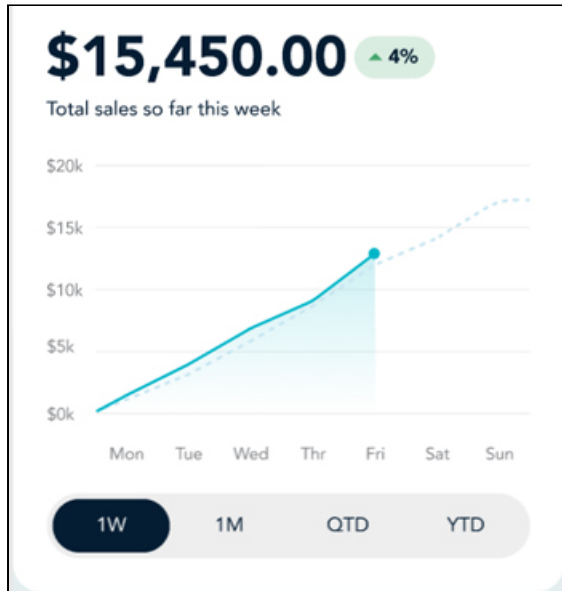 $15,450.00 4%
Total sales so far this week
$20k
$15k
$10k
$5k
$0k
Mon Tue Wed Thr Fri Sat Sun
1W 1M QTD YTD